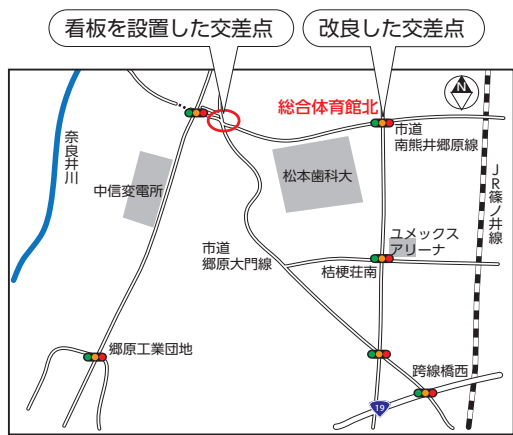 看板を設置した交差点
改良した交差点
N
総合体育館北
市道
南熊井郷原線
奈良井川
中信変電所
松本歯科大
JR篠ノ井線
ユメックス
アリーナ
市道
郷原大門線
桔梗荘南
郷原工業団地
跨線橋西
19